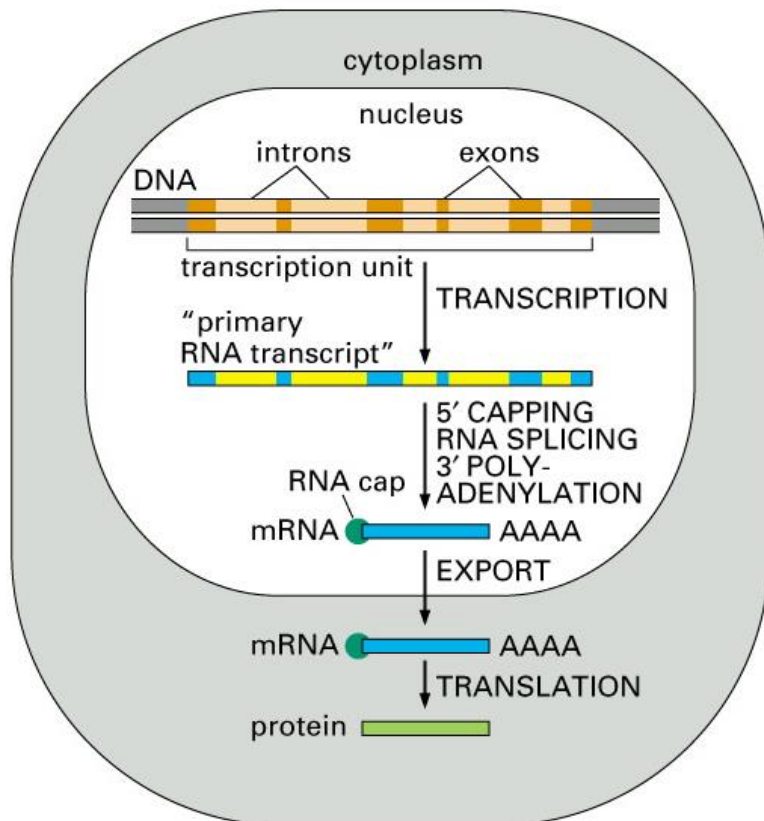 cytoplasm
nucleus
introns exons
DNA
transcription unit
TRANSCRIPTION
“primary
RNA transcript”
5′ CAPPING
RNA SPLICING
3′ POLY-
ADENYLATION
RNA cap
mRNA AAAA
EXPORT
mRNA AAAA
TRANSLATION
protein